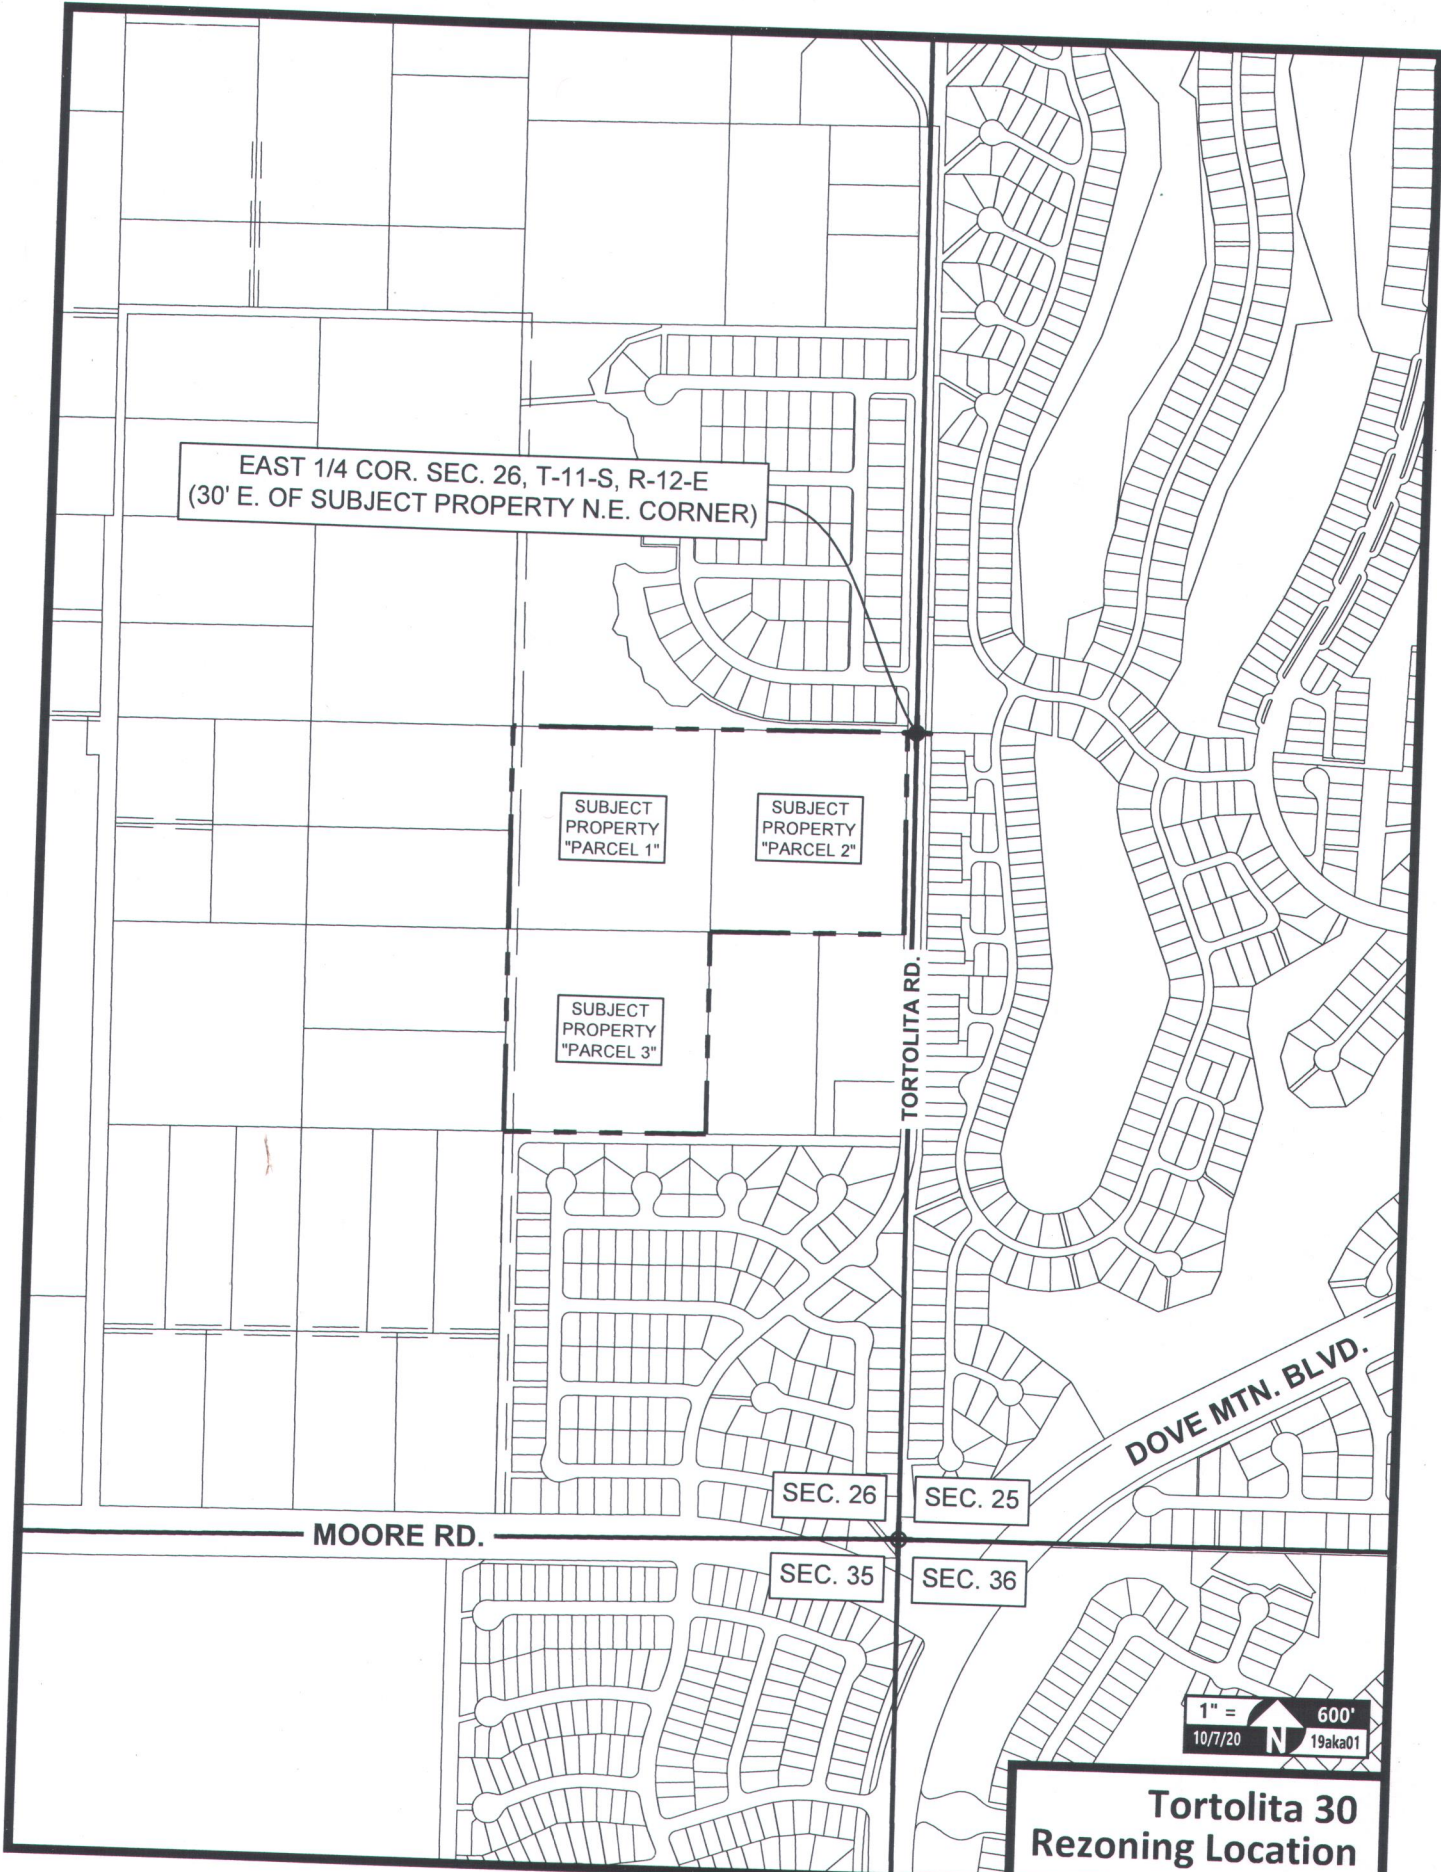 EAST 1/4 COR. SEC. 26, T-11-S, R-12-E
(30' E. OF SUBJECT PROPERTY N.E. CORNER)
SUBJECT
PROPERTY
"PARCEL 1"
SUBJECT
PROPERTY
"PARCEL 2"
SUBJECT
PROPERTY
"PARCEL 3"
TORTOLITA RD.
DOVE MTN. BLVD.
SEC. 26
SEC. 25
MOORE RD.
SEC. 35
SEC. 36
1" = 600'
10/7/20 N 19aka01
Tortolita 30
Rezoning Location